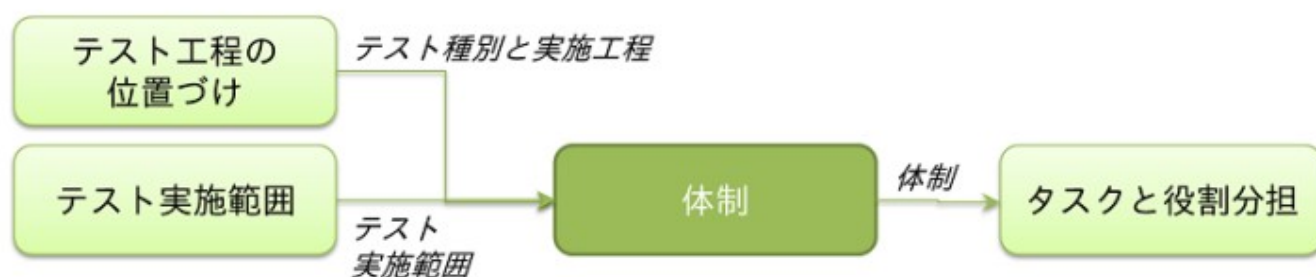 テスト工程の
位置づけ
テスト種別と実施工程
テスト実施範囲
テスト
実施範囲
体制
体制
タスクと役割分担